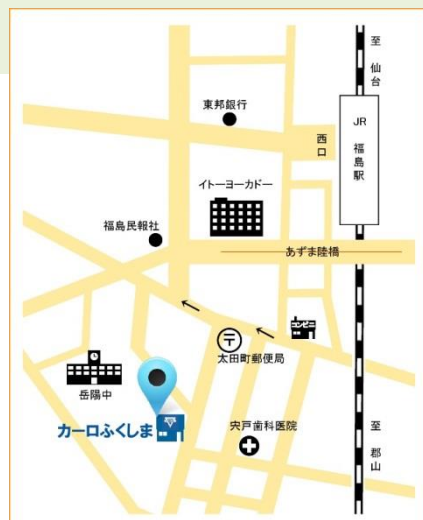 至
仙
台
東邦銀行
JR
福
島
駅
西
口
イトーヨーカドー
福島民報社
あずま陸橋
コンビニ
〒
太田町郵便局
岳陽中
カーロふくしま
宍戸歯科医院
至
郡
山